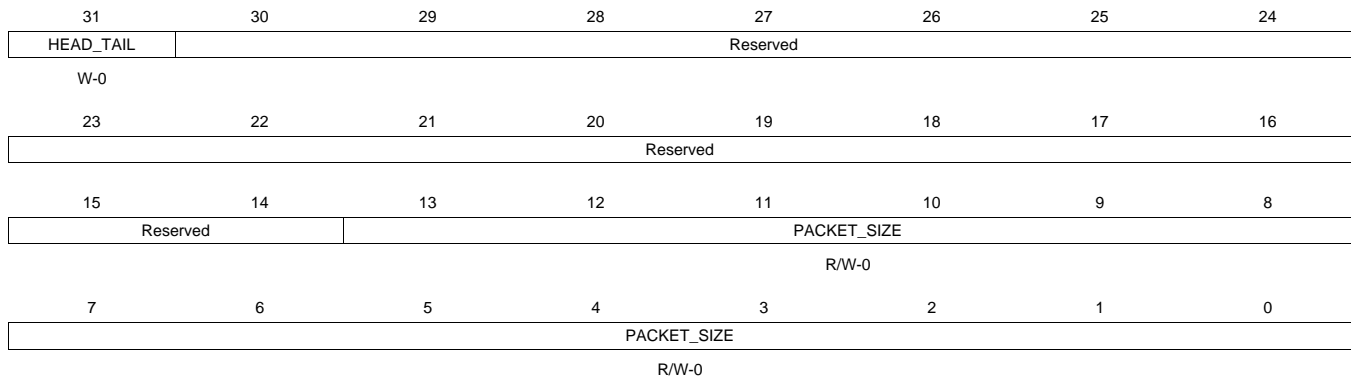 31 30 29 28 27 26 25 24
HEAD_TAIL Reserved
W-0
23 22 21 20 19 18 17 16
Reserved
15 14 13 12 11 10 9 8
Reserved PACKET_SIZE
R/W-0
7 6 5 4 3 2 1 0
PACKET_SIZE
R/W-0